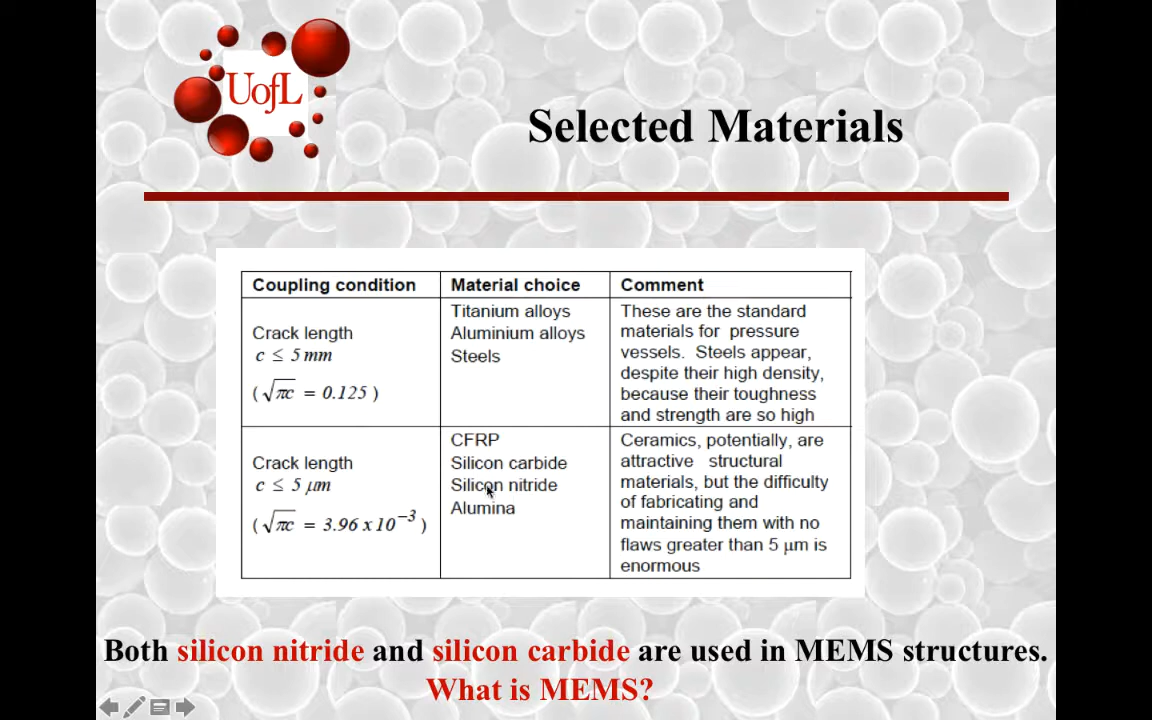 UofL
Selected Materials
Coupling condition Material choice Comment
Crack length
c ≤ 5 mm
( √πc = 0.125 )
Titanium alloys
Aluminium alloys
Steels
These are the standard
materials for pressure
vessels. Steels appear,
despite their high density,
because their toughness
and strength are so high
Crack length
c ≤ 5 μm
( √πc = 3.96 x 10⁻³ )
CFRP
Silicon carbide
Silicon nitride
Alumina
Ceramics, potentially, are
attractive structural
materials, but the difficulty
of fabricating and
maintaining them with no
flaws greater than 5 μm is
enormous
Both silicon nitride and silicon carbide are used in MEMS structures.
What is MEMS?